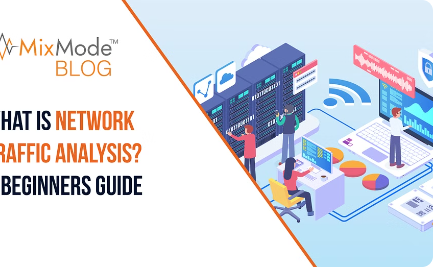 MixMode™
BLOG
HAT IS NETWORK
RAFFIC ANALYSIS?
BEGINNERS GUIDE